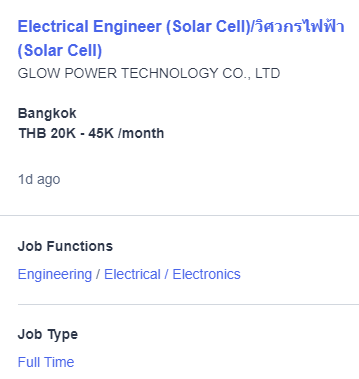 Electrical Engineer (Solar Cell)/วิศวกรไฟฟ้า
(Solar Cell)
GLOW POWER TECHNOLOGY CO., LTD
Bangkok
THB 20K - 45K /month
1d ago
Job Functions
Engineering / Electrical / Electronics
Job Type
Full Time